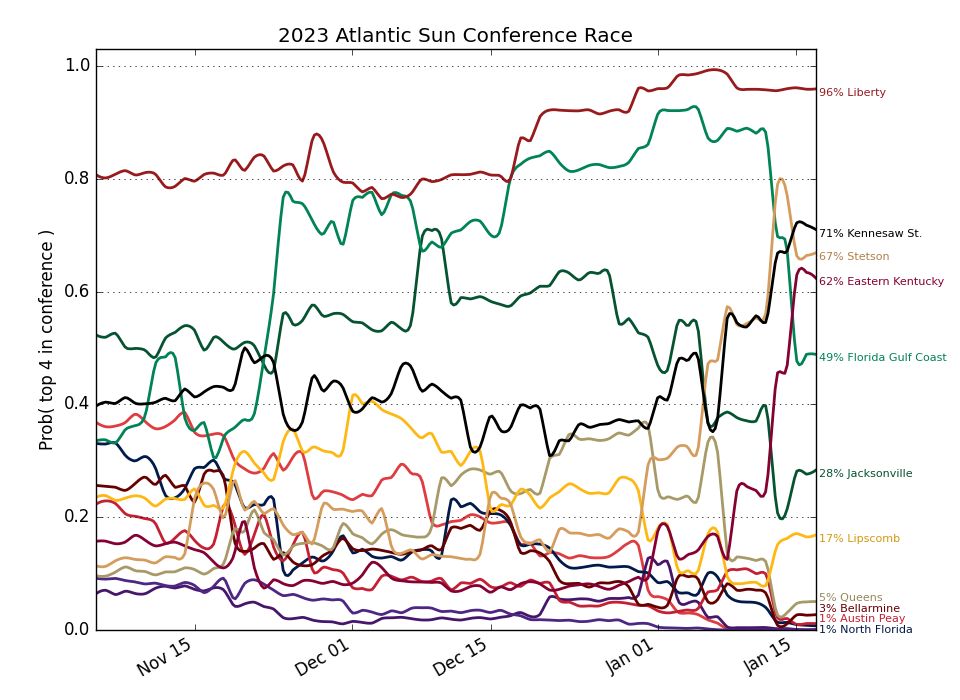 2023 Atlantic Sun Conference Race
Prob( top 4 in conference )
1.0
0.8
0.6
0.4
0.2
0.0
Nov 15
Dec 01
Dec 15
Jan 01
Jan 15
96% Liberty
71% Kennesaw St.
67% Stetson
62% Eastern Kentucky
49% Florida Gulf Coast
28% Jacksonville
17% Lipscomb
5% Queens
3% Bellarmine
1% Austin Peay
1% North Florida